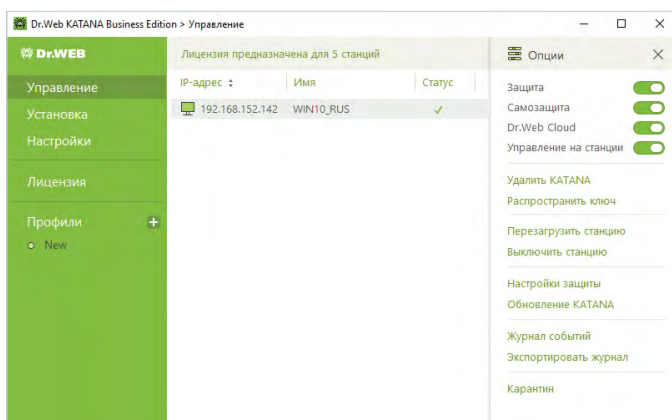 Dr.Web KATANA Business Edition > Управление
Dr.WEB
Управление
Установка
Настройки
Лицензия
Профили +
New
Лицензия предназначена для 5 станций
IP-адрес Имя Статус
192.168.152.142 WIN10_RUS
Опции
Защита
Самозащита
Dr.Web Cloud
Управление на станции
Удалить KATANA
Распространить ключ
Перезагрузить станцию
Выключить станцию
Настройки защиты
Обновление KATANA
Журнал событий
Экспортировать журнал
Карантин